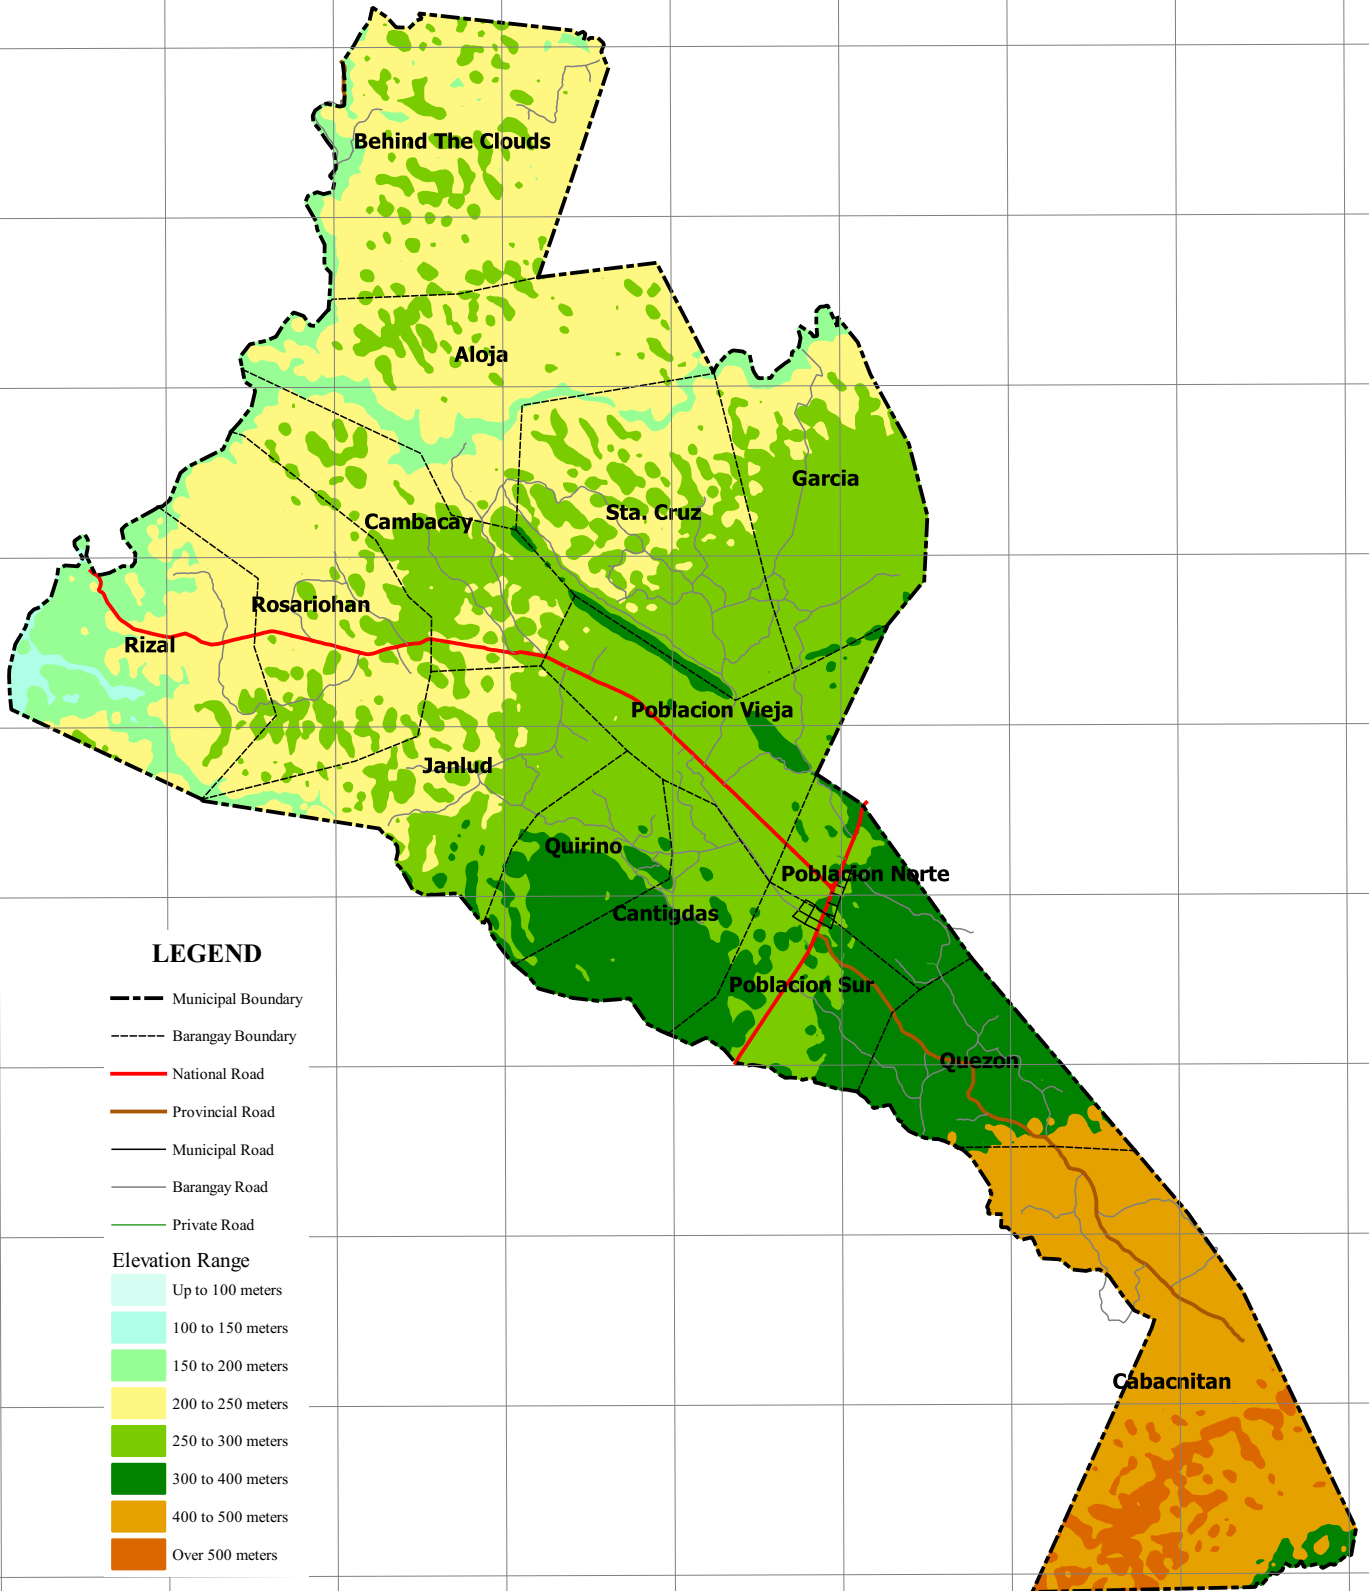 Behind The Clouds
Aloja
Garcia
Sta. Cruz
Cambacay
Rosariohan
Rizal
Poblacion Vieja
Janlud
Quirino
Poblacion Norte
Cantigdas
Poblacion Sur
Quezon
Cabacnitan
LEGEND
Municipal Boundary
Barangay Boundary
National Road
Provincial Road
Municipal Road
Barangay Road
Private Road
Elevation Range
Up to 100 meters
100 to 150 meters
150 to 200 meters
200 to 250 meters
250 to 300 meters
300 to 400 meters
400 to 500 meters
Over 500 meters